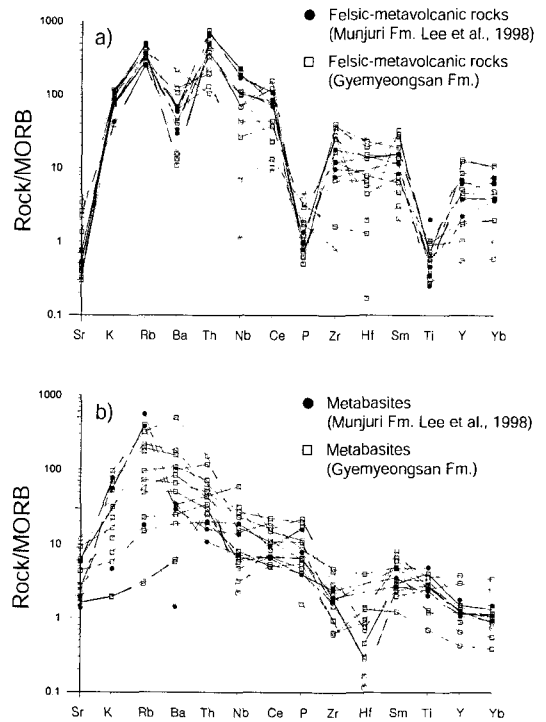 a)
Felsic-metavolcanic rocks
(Munjuri Fm. Lee et al., 1998)
Felsic-metavolcanic rocks
(Gyemyeongsan Fm.)
Rock/MORB
1000
100
10
1
0.1
Sr K Rb Ba Th Nb Ce P Zr Hf Sm Ti Y Yb
b)
Metabasites
(Munjuri Fm. Lee et al., 1998)
Metabasites
(Gyemyeongsan Fm.)
Rock/MORB
1000
100
10
1
0.1
Sr K Rb Ba Th Nb Ce P Zr Hf Sm Ti Y Yb